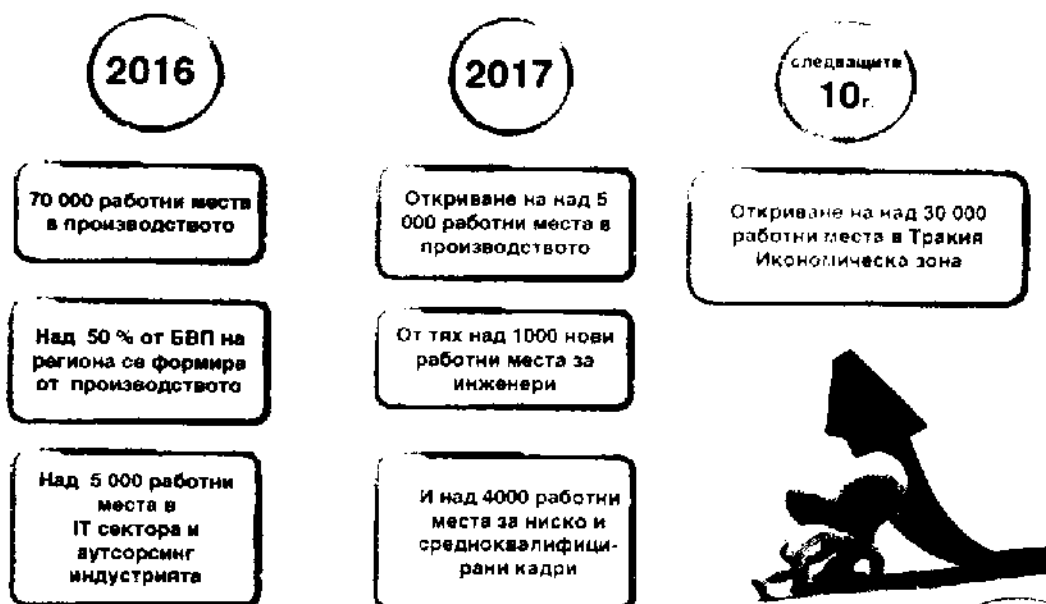 2016
70 000 работни места
в производството
Над 50 % от БВП на
региона се формира
от производството
Над 5 000 работни
места в
IT сектора и
аутсорсинг
индустрията
2017
Откриване на над 5
000 работни места в
производството
От тях над 1000 нови
работни места за
инженери
И над 4000 работни
места за ниско и
средноквалифици-
рани кадри
следващите
10г.
Откриване на над 30 000
работни места в Тракия
Икономическа зона